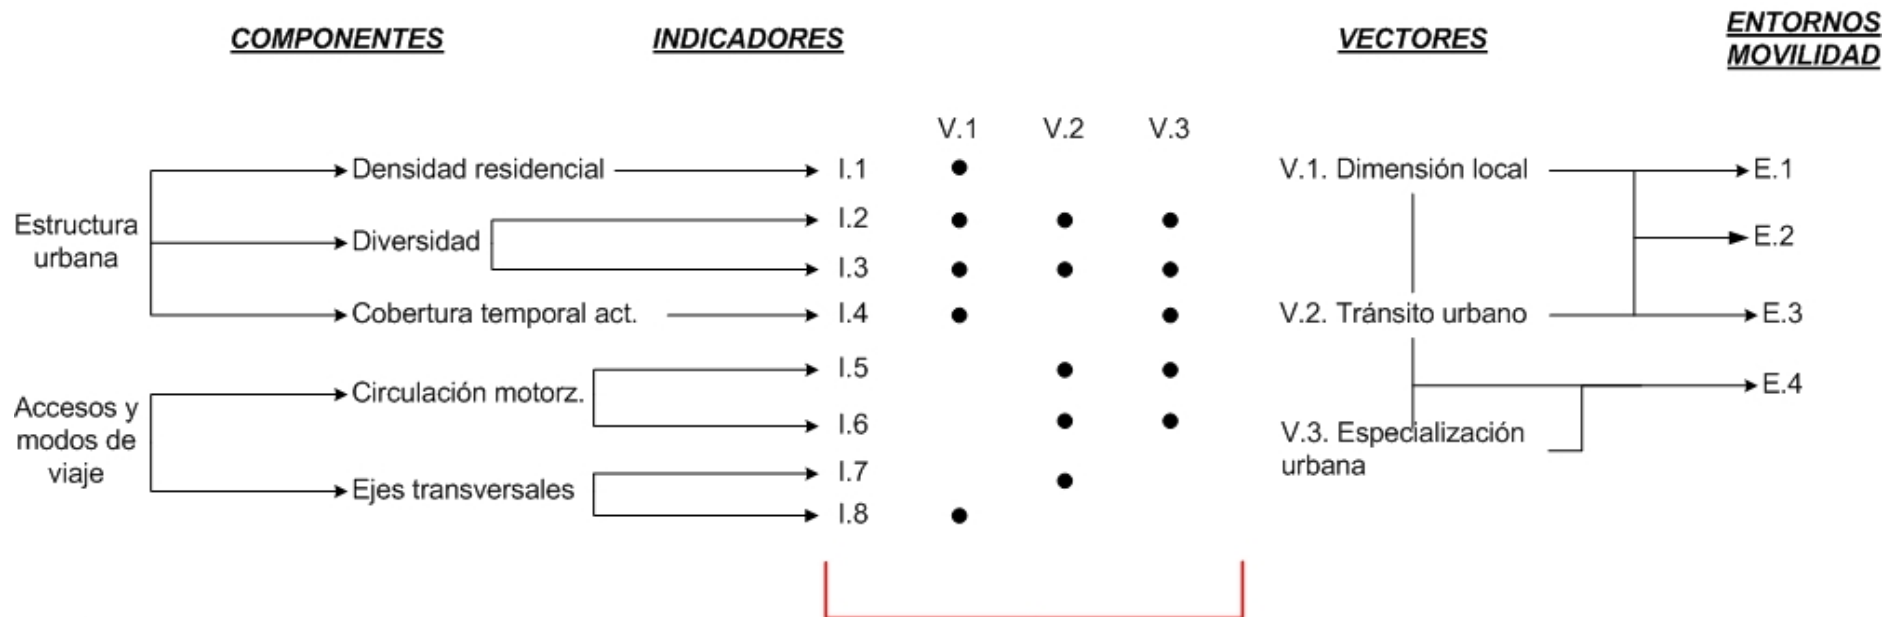 COMPONENTES
INDICADORES
VECTORES
ENTORNOS
MOVILIDAD
V.1 V.2 V.3
Estructura
urbana
Densidad residencial
Diversidad
Cobertura temporal act.
Accesos y
modos de
viaje
Circulación motorz.
Ejes transversales
I.1
I.2
I.3
I.4
I.5
I.6
I.7
I.8
V.1. Dimensión local
V.2. Tránsito urbano
V.3. Especialización
urbana
E.1
E.2
E.3
E.4